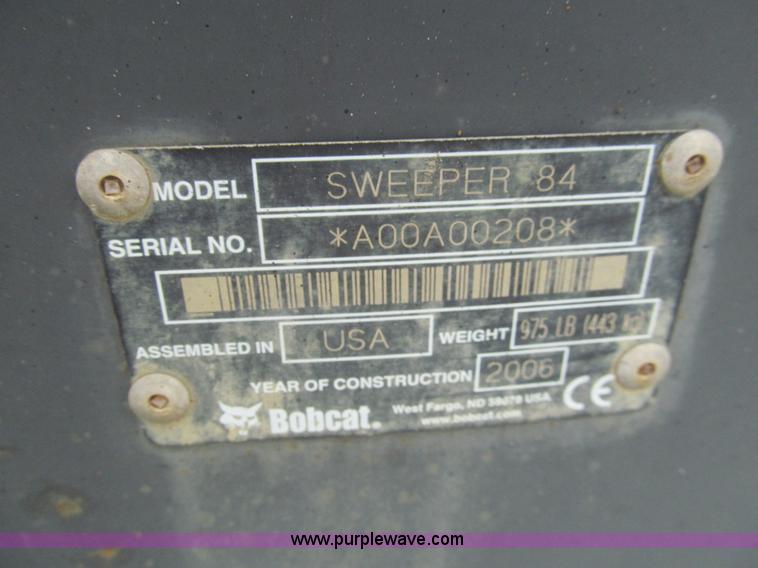 MODEL SWEEPER 84
SERIAL NO. *A00A00208*
ASSEMBLED IN USA WEIGHT 975 LB (443 kg)
YEAR OF CONSTRUCTION 2006
Bobcat. West Fargo, ND 58078 USA CE
www.bobcat.com
www.purplewave.com